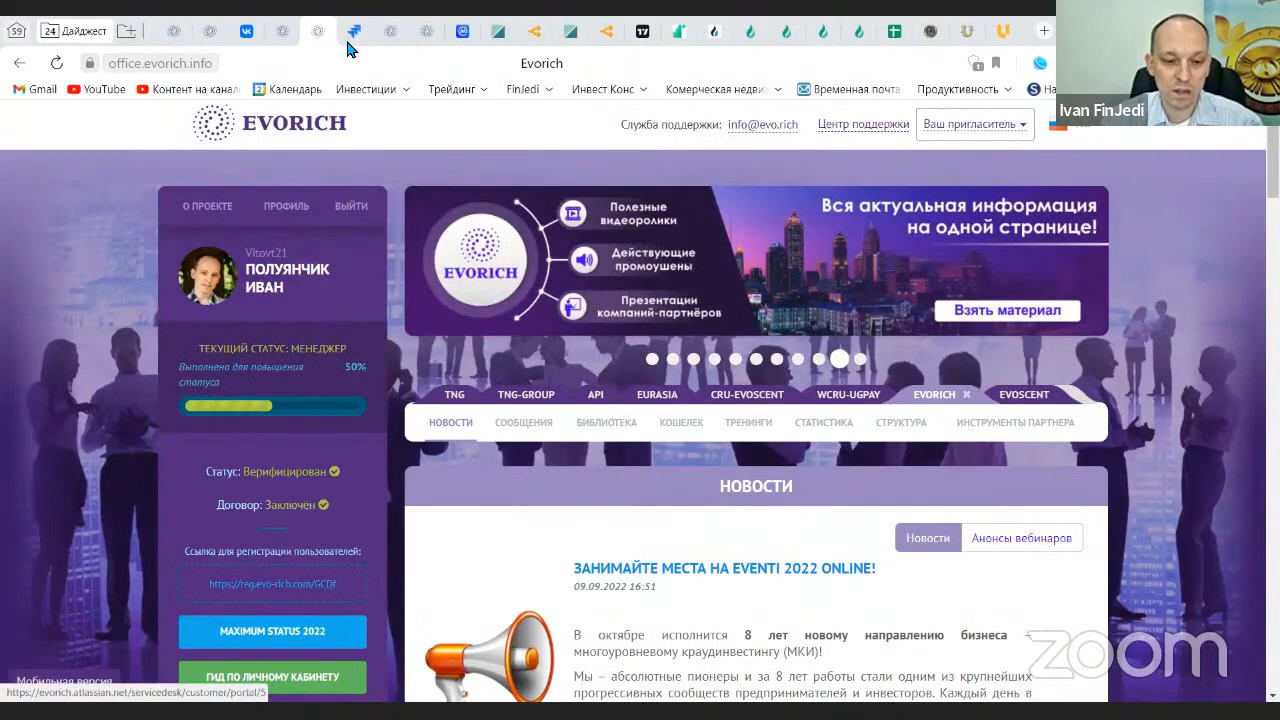 59
24 Дайджест
17
office.evorich.info
Evorich
1
Gmail
YouTube
Контент на канал
Календарь
Инвестиции
Трейдинг
FinJedi
Инвест Конс
Комерческая недви
Временная почта
Продуктивность
Ivan FinJedi
EVORICH
Служба поддержки: info@evo.rich
Центр поддержки
Ваш пригласитель
О ПРОЕКТЕ
ПРОФИЛЬ
ВЫЙТИ
Vitovt21
ПОЛУЯНЧИК
ИВАН
ТЕКУЩИЙ СТАТУС: МЕНЕДЖЕР
Выполнено для повышения
статуса
50%
Статус: Верифицирован
Договор: Заключён
Ссылка для регистрации пользователей:
https://reg.evo-rich.com/GCDf
MAXIMUM STATUS 2022
ГИД ПО ЛИЧНОМУ КАБИНЕТУ
Мобильная версия
https://evorich.atlassian.net/servicedesk/customer/portal/5
EVORICH
Полезные
видеоролики
Действующие
промоушены
Презентации
компаний-партнёров
Вся актуальная информация
на одной странице!
Взять материал
TNG
TNG-GROUP
API
EURASIA
CRU-EVOSCENT
WCRU-UGPAY
EVORICH
EVOSCENT
НОВОСТИ
СООБЩЕНИЯ
БИБЛИОТЕКА
КОШЕЛЕК
ТРЕНИНГИ
СТАТИСТИКА
СТРУКТУРА
ИНСТРУМЕНТЫ ПАРТНЕРА
НОВОСТИ
Новости
Анонсы вебинаров
ЗАНИМАЙТЕ МЕСТА НА EVENTI 2022 ONLINE!
09.09.2022 16:51
В октябре исполнится 8 лет новому направлению бизнеса –
многоуровневому краудинвестингу (МКИ)!
Мы – абсолютные пионеры и за 8 лет работы стали одним из крупнейших
прогрессивных сообществ предпринимателей и инвесторов. Каждый день в
zoom